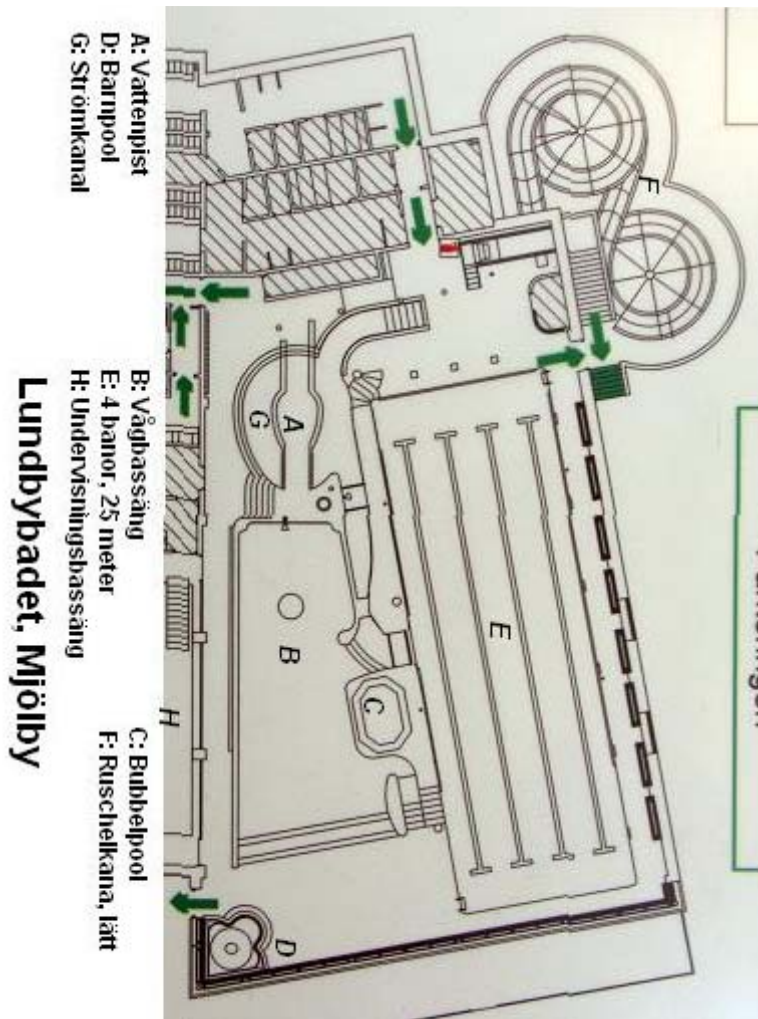 F
E
C
A
B
D
G
H
A: Vattenpist B: Vågbassäng C: Bubbelpool
D: Barnpool E: 4 banor, 25 meter F: Ruschelkana, lätt
G: Strömkanal H: Undervisningsbassäng
Lundbybadet, Mjölby